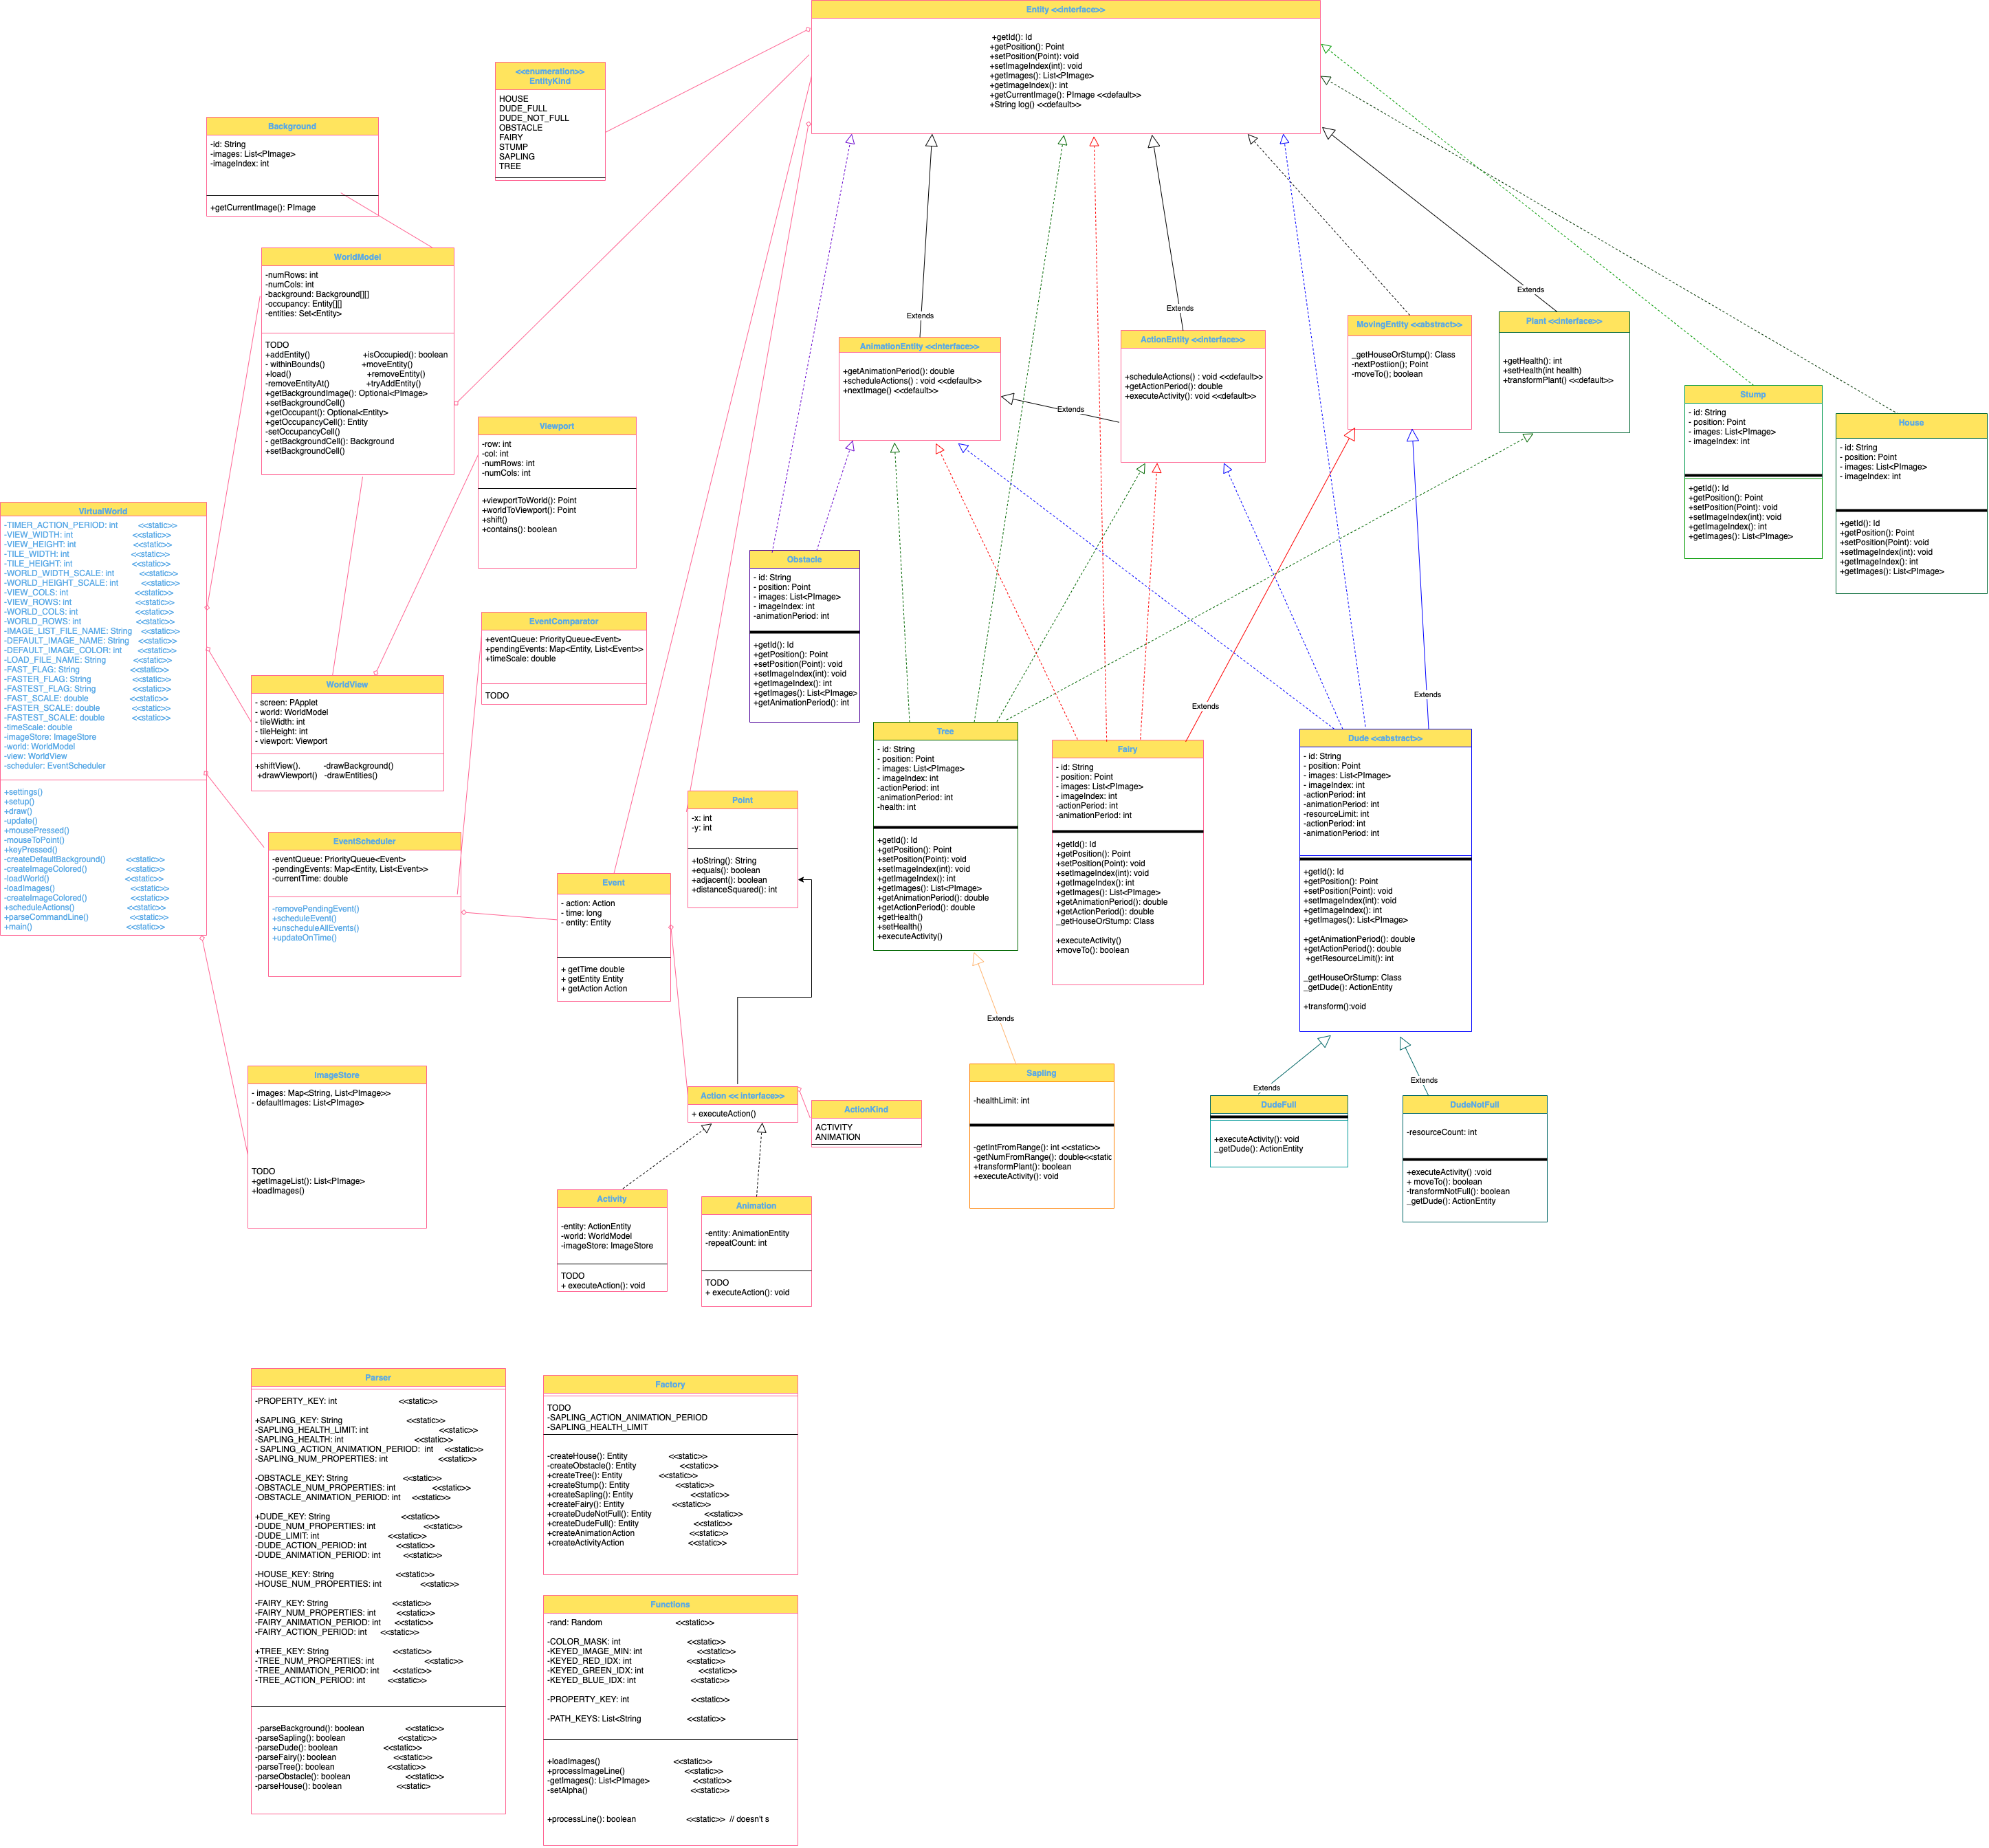 Entity <<interface>>
+getId(): Id
+getPosition(): Point
+setPosition(Point): void
+setImageIndex(int): void
+getImages(): List<PImage>
+getImageIndex(): int
+getCurrentImage(): PImage <<default>>
+String log() <<default>>
<<enumeration>>
EntityKind
HOUSE
DUDE_FULL
DUDE_NOT_FULL
OBSTACLE
FAIRY
STUMP
SAPLING
TREE
Background
-id: String
-images: List<PImage>
-imageIndex: int
+getCurrentImage(): PImage
WorldModel
-numRows: int
-numCols: int
-background: Background[][]
-occupancy: Entity[][]
-entities: Set<Entity>
TODO
+addEntity() +isOccupied(): boolean
- withinBounds() +moveEntity()
+load() +removeEntity()
-removeEntityAt() +tryAddEntity()
+getBackgroundImage(): Optional<PImage>
+setBackgroundCell()
+getOccupant(): Optional<Entity>
+getOccupancyCell(): Entity
-setOccupancyCell()
- getBackgroundCell(): Background
+setBackgroundCell()
Extends
Extends
Extends
Extends
AnimationEntity <<interface>>
+getAnimationPeriod(): double
+scheduleActions() : void <<default>>
+nextImage() <<default>>
ActionEntity <<interface>>
+scheduleActions() : void <<default>>
+getActionPeriod(): double
+executeActivity(): void <<default>>
MovingEntity <<abstract>>
_getHouseOrStump(): Class
-nextPostiion(); Point
-moveTo(); boolean
Plant <<interface>>
+getHealth(): int
+setHealth(int health)
+transformPlant() <<default>>
Stump
- id: String
- position: Point
- images: List<PImage>
- imageIndex: int
+getId(): Id
+getPosition(): Point
+setPosition(Point): void
+setImageIndex(int): void
+getImageIndex(): int
+getImages(): List<PImage>
House
- id: String
- position: Point
- images: List<PImage>
- imageIndex: int
+getId(): Id
+getPosition(): Point
+setPosition(Point): void
+setImageIndex(int): void
+getImageIndex(): int
+getImages(): List<PImage>
Viewport
-row: int
-col: int
-numRows: int
-numCols: int
+viewportToWorld(): Point
+worldToViewport(): Point
+shift()
+contains(): boolean
VirtualWorld
-TIMER_ACTION_PERIOD: int <<static>>
-VIEW_WIDTH: int <<static>>
-VIEW_HEIGHT: int <<static>>
-TILE_WIDTH: int <<static>>
-TILE_HEIGHT: int <<static>>
-WORLD_WIDTH_SCALE: int <<static>>
-WORLD_HEIGHT_SCALE: int <<static>>
-VIEW_COLS: int <<static>>
-VIEW_ROWS: int <<static>>
-WORLD_COLS: int <<static>>
-WORLD_ROWS: int <<static>>
-IMAGE_LIST_FILE_NAME: String <<static>>
-DEFAULT_IMAGE_NAME: String <<static>>
-DEFAULT_IMAGE_COLOR: int <<static>>
-LOAD_FILE_NAME: String <<static>>
-FAST_FLAG: String <<static>>
-FASTER_FLAG: String <<static>>
-FASTEST_FLAG: String <<static>>
-FAST_SCALE: double <<static>>
-FASTER_SCALE: double <<static>>
-FASTEST_SCALE: double <<static>>
-timeScale: double
-imageStore: ImageStore
-world: WorldModel
-view: WorldView
-scheduler: EventScheduler
+settings()
+setup()
+draw()
-update()
+mousePressed()
-mouseToPoint()
+keyPressed()
-createDefaultBackground() <<static>>
-createImageColored() <<static>>
-loadWorld() <<static>>
-loadImages() <<static>>
-createImageColored() <<static>>
+scheduleActions() <<static>>
+parseCommandLine() <<static>>
+main() <<static>>
Obstacle
- id: String
- position: Point
- images: List<PImage>
- imageIndex: int
-animationPeriod: int
+getId(): Id
+getPosition(): Point
+setPosition(Point): void
+setImageIndex(int): void
+getImageIndex(): int
+getImages(): List<PImage>
+getAnimationPeriod(): int
EventComparator
+eventQueue: PriorityQueue<Event>
+pendingEvents: Map<Entity, List<Event>>
+timeScale: double
TODO
WorldView
- screen: PApplet
- world: WorldModel
- tileWidth: int
- tileHeight: int
- viewport: Viewport
+shiftView(). -drawBackground()
+drawViewport() -drawEntities()
Extends
Extends
Tree
- id: String
- position: Point
- images: List<PImage>
- imageIndex: int
-actionPeriod: int
-animationPeriod: int
-health: int
+getId(): Id
+getPosition(): Point
+setPosition(Point): void
+setImageIndex(int): void
+getImageIndex(): int
+getImages(): List<PImage>
+getAnimationPeriod(): double
+getActionPeriod(): double
+getHealth()
+setHealth()
+executeActivity()
Fairy
- id: String
- position: Point
- images: List<PImage>
- imageIndex: int
-actionPeriod: int
-animationPeriod: int
+getId(): Id
+getPosition(): Point
+setPosition(Point): void
+setImageIndex(int): void
+getImageIndex(): int
+getImages(): List<PImage>
+getAnimationPeriod(): double
+getActionPeriod(): double
_getHouseOrStump: Class
+executeActivity()
+moveTo(): boolean
Dude <<abstract>>
- id: String
- position: Point
- images: List<PImage>
- imageIndex: int
-actionPeriod: int
-animationPeriod: int
-resourceLimit: int
-actionPeriod: int
-animationPeriod: int
+getId(): Id
+getPosition(): Point
+setPosition(Point): void
+setImageIndex(int): void
+getImageIndex(): int
+getImages(): List<PImage>
+getAnimationPeriod(): double
+getActionPeriod(): double
+getResourceLimit(): int
_getHouseOrStump: Class
_getDude(): ActionEntity
+transform():void
Point
-x: int
-y: int
+toString(): String
+equals(): boolean
+adjacent(): boolean
+distanceSquared(): int
EventScheduler
-eventQueue: PriorityQueue<Event>
-pendingEvents: Map<Entity, List<Event>>
-currentTime: double
-removePendingEvent()
+scheduleEvent()
+unscheduleAllEvents()
+updateOnTime()
Event
- action: Action
- time: long
- entity: Entity
+ getTime double
+ getEntity Entity
+ getAction Action
Extends
Extends
Extends
ImageStore
- images: Map<String, List<PImage>>
- defaultImages: List<PImage>
TODO
+getImageList(): List<PImage>
+loadImages()
Action << interface>>
+ executeAction()
ActionKind
ACTIVITY
ANIMATION
Sapling
-healthLimit: int
-getIntFromRange(): int <<static>>
-getNumFromRange(): double<<static
+transformPlant(): boolean
+executeActivity(): void
DudeFull
+executeActivity(): void
_getDude(): ActionEntity
DudeNotFull
-resourceCount: int
+executeActivity() :void
+ moveTo(): boolean
-transformNotFull(): boolean
_getDude(): ActionEntity
Activity
-entity: ActionEntity
-world: WorldModel
-imageStore: ImageStore
TODO
+ executeAction(): void
Animation
-entity: AnimationEntity
-repeatCount: int
TODO
+ executeAction(): void
Parser
-PROPERTY_KEY: int <<static>>
+SAPLING_KEY: String <<static>>
-SAPLING_HEALTH_LIMIT: int <<static>>
-SAPLING_HEALTH: int <<static>>
- SAPLING_ACTION_ANIMATION_PERIOD: int <<static>>
-SAPLING_NUM_PROPERTIES: int <<static>>
-OBSTACLE_KEY: String <<static>>
-OBSTACLE_NUM_PROPERTIES: int <<static>>
-OBSTACLE_ANIMATION_PERIOD: int <<static>>
+DUDE_KEY: String <<static>>
-DUDE_NUM_PROPERTIES: int <<static>>
-DUDE_LIMIT: int <<static>>
-DUDE_ACTION_PERIOD: int <<static>>
-DUDE_ANIMATION_PERIOD: int <<static>>
-HOUSE_KEY: String <<static>>
-HOUSE_NUM_PROPERTIES: int <<static>>
-FAIRY_KEY: String <<static>>
-FAIRY_NUM_PROPERTIES: int <<static>>
-FAIRY_ANIMATION_PERIOD: int <<static>>
-FAIRY_ACTION_PERIOD: int <<static>>
+TREE_KEY: String <<static>>
-TREE_NUM_PROPERTIES: int <<static>>
-TREE_ANIMATION_PERIOD: int <<static>>
-TREE_ACTION_PERIOD: int <<static>>
-parseBackground(): boolean <<static>>
-parseSapling(): boolean <<static>>
-parseDude(): boolean <<static>>
-parseFairy(): boolean <<static>>
-parseTree(): boolean <<static>>
-parseObstacle(): boolean <<static>>
-parseHouse(): boolean <<static>
Factory
TODO
-SAPLING_ACTION_ANIMATION_PERIOD
-SAPLING_HEALTH_LIMIT
-createHouse(): Entity <<static>>
-createObstacle(): Entity <<static>>
+createTree(): Entity <<static>>
+createStump(): Entity <<static>>
+createSapling(): Entity <<static>>
+createFairy(): Entity <<static>>
+createDudeNotFull(): Entity <<static>>
+createDudeFull(): Entity <<static>>
+createAnimationAction <<static>>
+createActivityAction <<static>>
Functions
-rand: Random <<static>>
-COLOR_MASK: int <<static>>
-KEYED_IMAGE_MIN: int <<static>>
-KEYED_RED_IDX: int <<static>>
-KEYED_GREEN_IDX: int <<static>>
-KEYED_BLUE_IDX: int <<static>>
-PROPERTY_KEY: int <<static>>
-PATH_KEYS: List<String <<static>>
+loadImages() <<static>>
+processImageLine() <<static>>
-getImages(): List<PImage> <<static>>
-setAlpha() <<static>>
+processLine(): boolean <<static>> // doesn't s